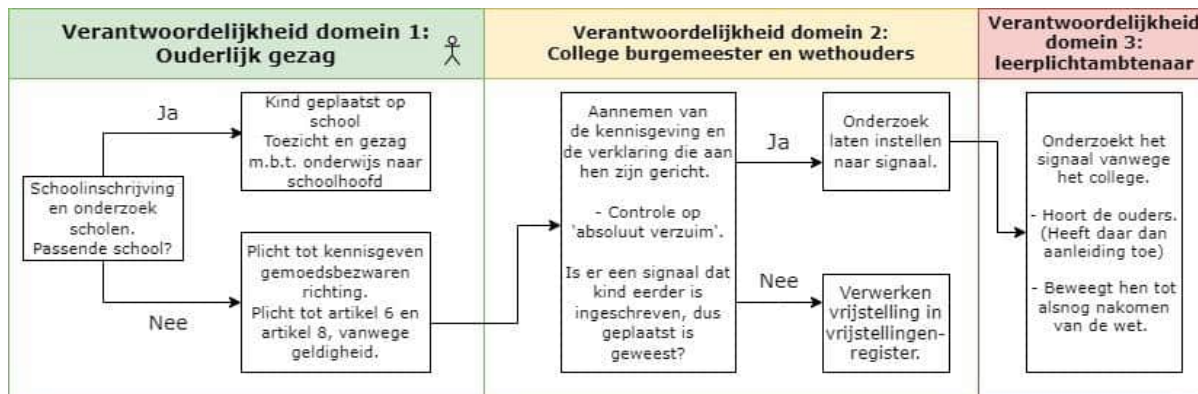 Verantwoordelijkheid domein 1:
Ouderlijk gezag
Verantwoordelijkheid domein 2:
College burgemeester en wethouders
Verantwoordelijkheid
domein 3:
leerplichtambtenaar
Schoolinschrijving
en onderzoek
scholen.
Passende school?
Ja
Kind geplaatst op
school
Toezicht en gezag
m.b.t. onderwijs naar
schoolhoofd
Nee
Plicht tot kennisgeven
gemoedsbezwaren
richting.
Plicht tot artikel 6 en
artikel 8, vanwege
geldigheid.
Aannemen van
de kennisgeving en
de verklaring die aan
hen zijn gericht.
- Controle op
'absoluut verzuim'.
Is er een signaal dat
kind eerder is
ingeschreven, dus
geplaatst is
geweest?
Ja
Onderzoek
laten instellen
naar signaal.
Nee
Verwerken
vrijstelling in
vrijstellingen-
register.
Onderzoekt het
signaal vanwege
het college.
- Hoort de ouders.
(Heeft daar dan
aanleiding toe)
- Beweegt hen tot
alsnog nakomen
van de wet.